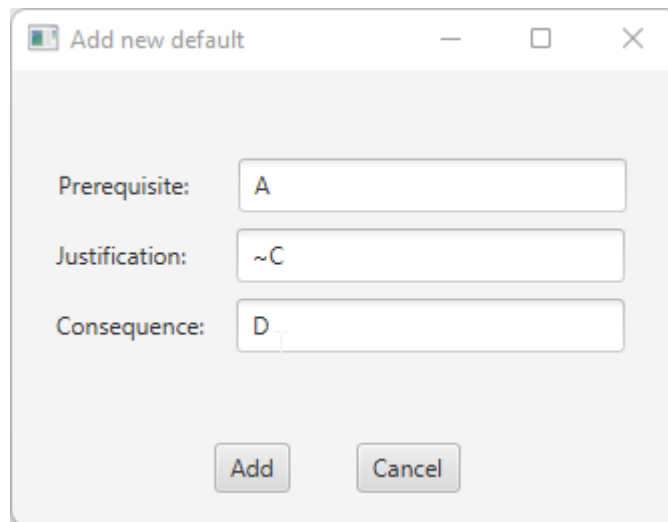 Add new default
Prerequisite: A
Justification: ~C
Consequence: D
Add Cancel